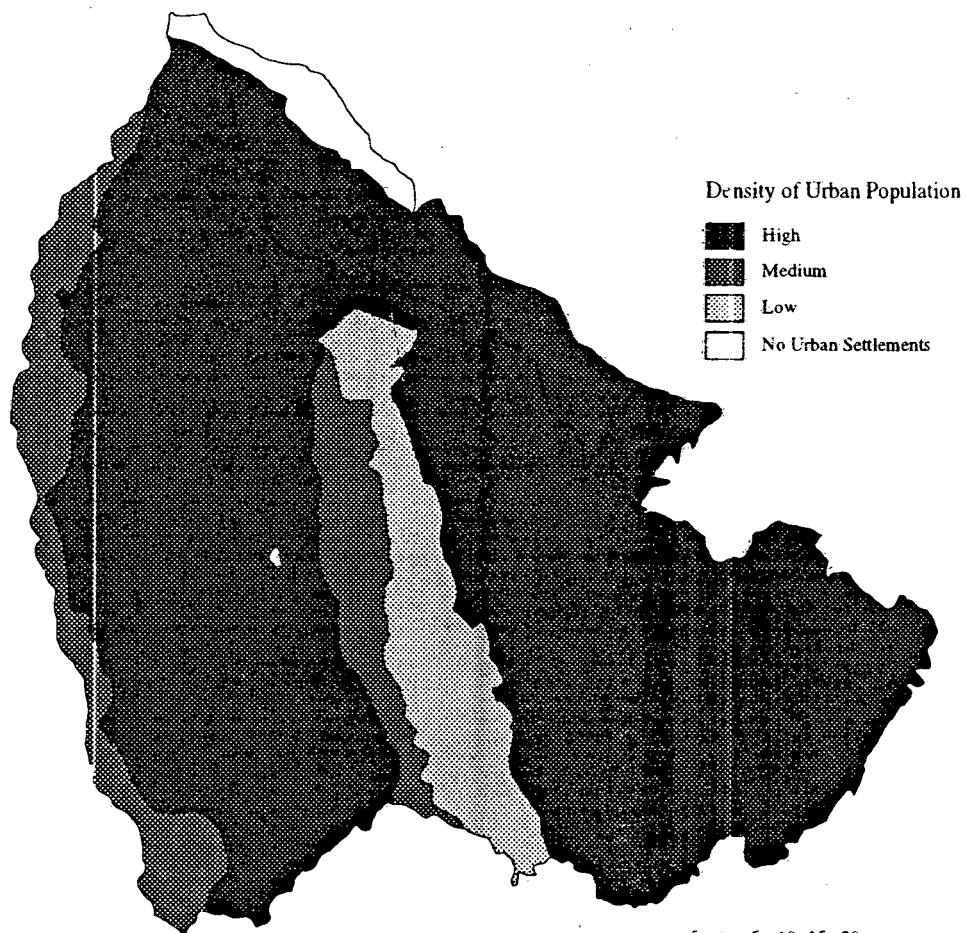 Density of Urban Population
High
Medium
Low
No Urban Settlements